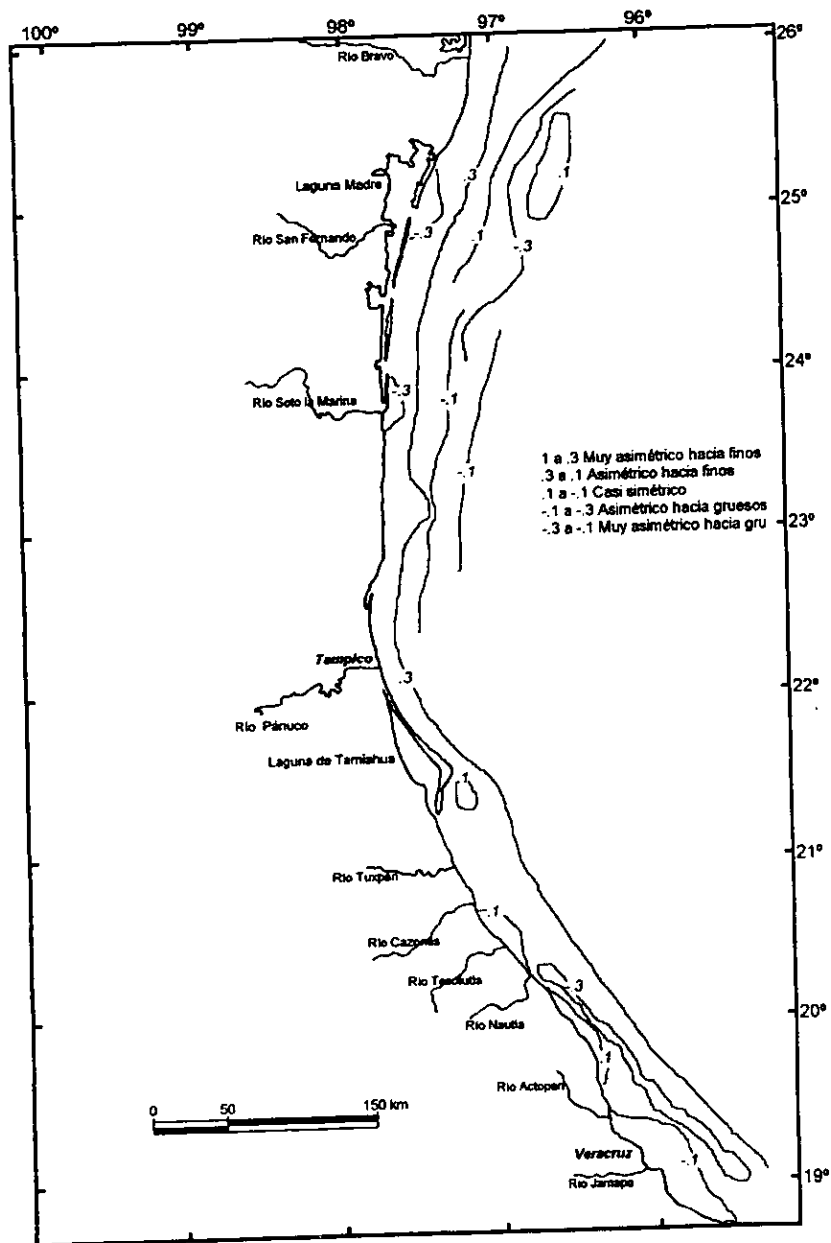 100° 99° 98° 97° 96°
26°
Río Bravo
.3
.1
Laguna Madre
25°
-.3
Río San Fernando
.1
-.3
24°
-.3
Río Soto la Marina
-.1
-.1
1 a .3 Muy asimétrico hacia finos
.3 a .1 Asimétrico hacia finos
.1 a -.1 Casi simétrico
-.1 a -.3 Asimétrico hacia gruesos
-.3 a -.1 Muy asimétrico hacia gru
23°
Tampico
.3
22°
Río Pánuco
Laguna de Tamiahua
.1
21°
Río Tuxpan
-.1
Río Cazones
Río Tecolutla
-.3
Río Nautla
20°
.1
Río Actopan
0 50 150 km
Veracruz
-.1
Río Jamapa
19°